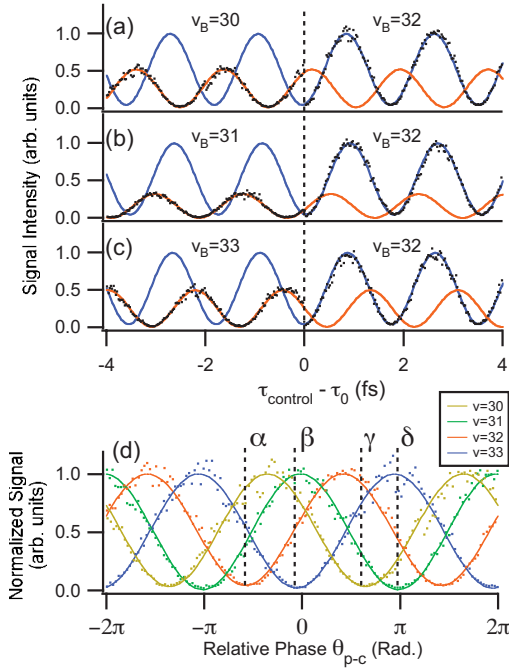 (a) v_B=30 v_B=32
1.0
0.5
0.0
(b) v_B=31 v_B=32
1.0
0.5
0.0
(c) v_B=33 v_B=32
1.0
0.5
0.0
Signal Intensity (arb. units)
-4 -2 0 2 4
τ_control - τ_0 (fs)
v=30
v=31
v=32
v=33
(d) α β γ δ
1.0
0.5
0.0
Normalized Signal
(arb. units)
−2π −π 0 π 2π
Relative Phase θ_p-c (Rad.)